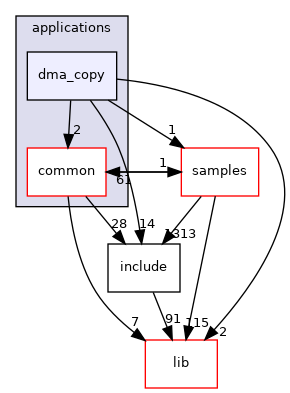 applications
dma_copy
2
1
common
1
samples
61
28
14
1313
include
91
115
7
2
lib